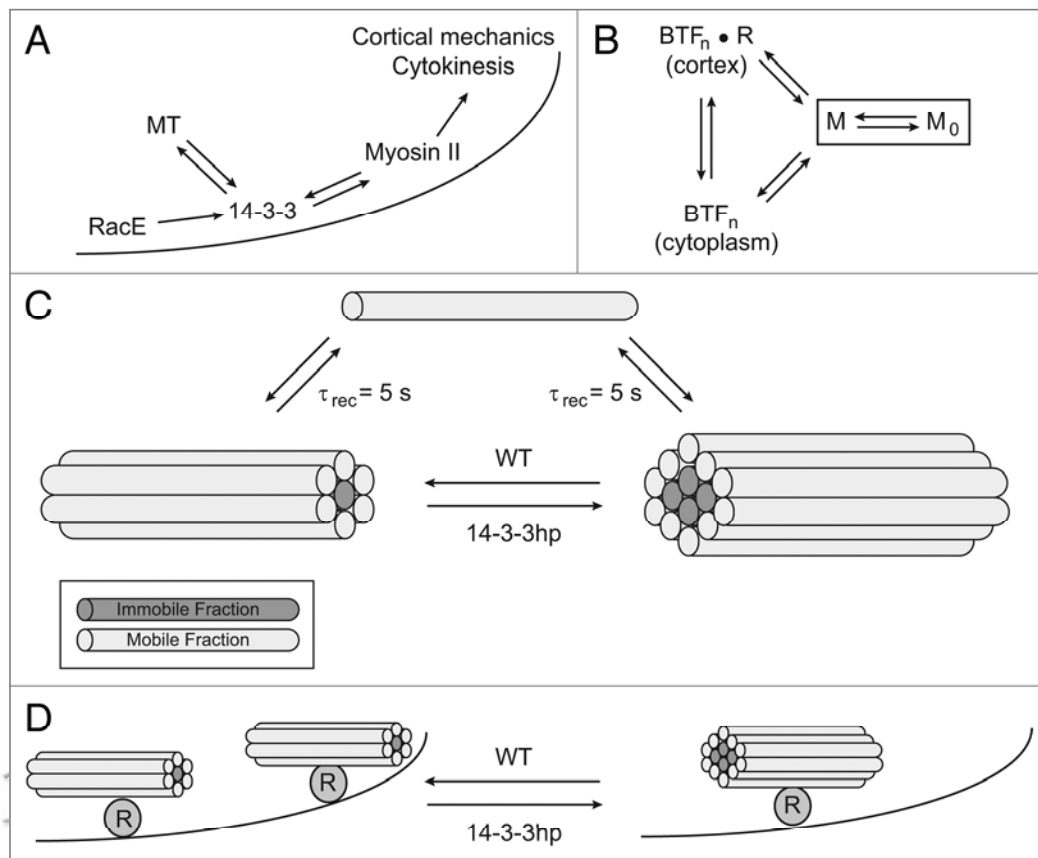 A
Cortical mechanics
Cytokinesis
MT
Myosin II
14-3-3
RacE
B
BTFn • R
(cortex)
M M0
BTFn
(cytoplasm)
C
τrec = 5 s
τrec = 5 s
WT
14-3-3hp
Immobile Fraction
Mobile Fraction
D
WT
R
R
R
14-3-3hp